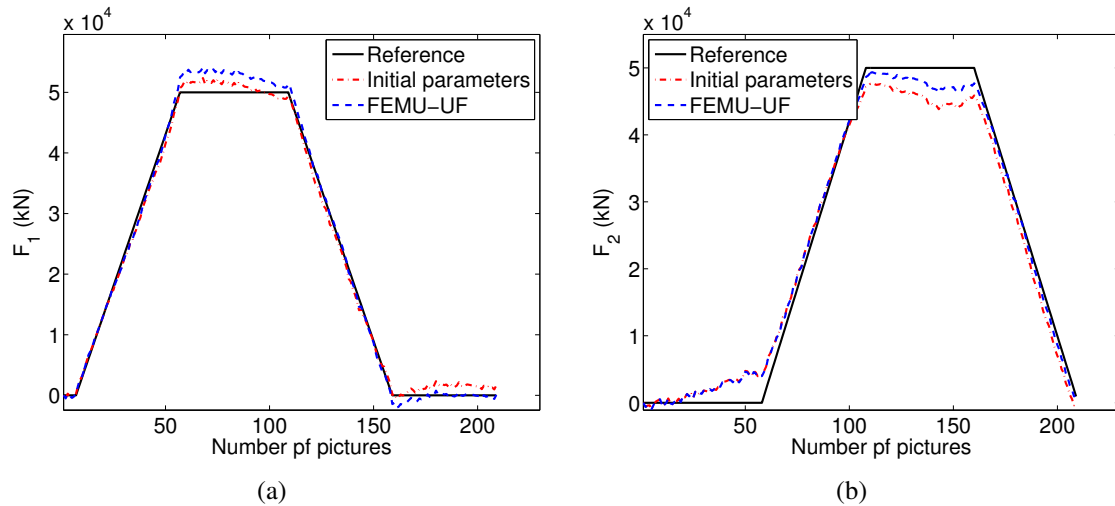 x 10^4
5
4
3
2
1
0
F_1 (kN)
50
100
150
200
Number pf pictures
Reference
Initial parameters
FEMU-UF
(a)
x 10^4
5
4
3
2
1
0
F_2 (kN)
50
100
150
200
Number pf pictures
Reference
Initial parameters
FEMU-UF
(b)